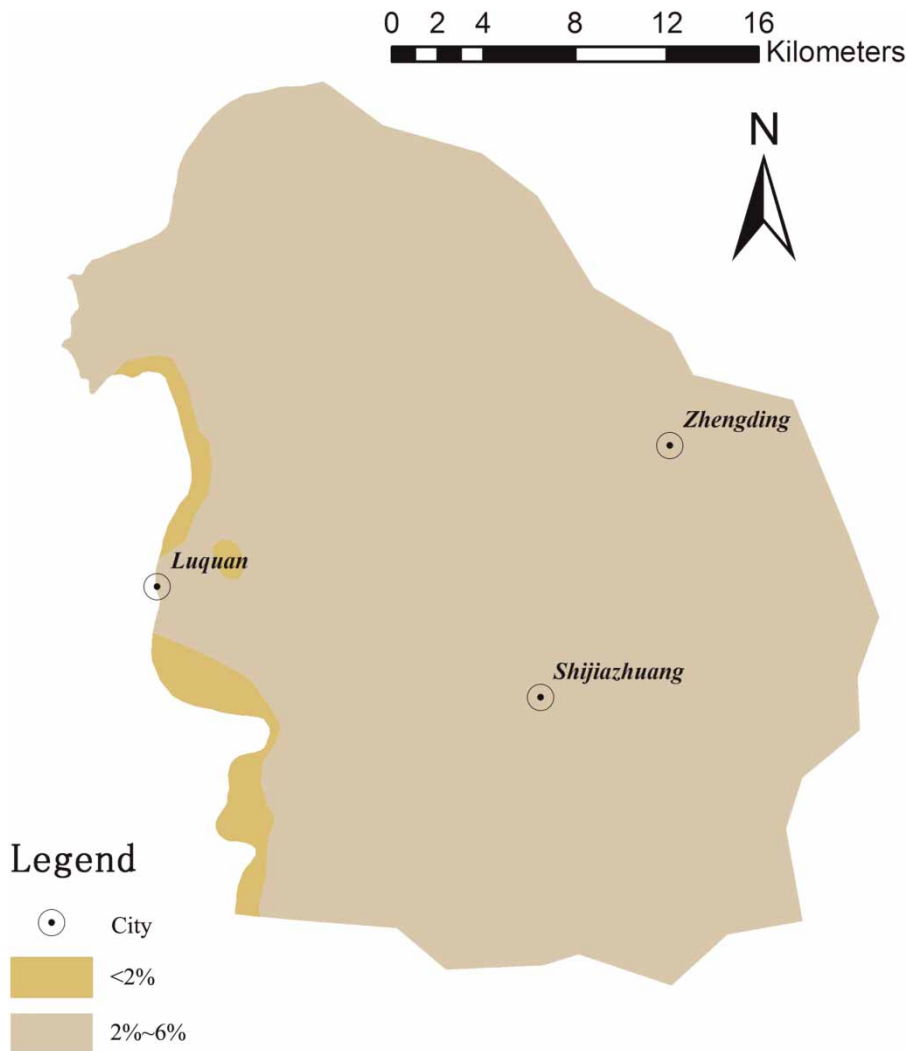 0 2 4 8 12 16
Kilometers
N
Zhengding
Luquan
Shijiazhuang
Legend
City
<2%
2%~6%